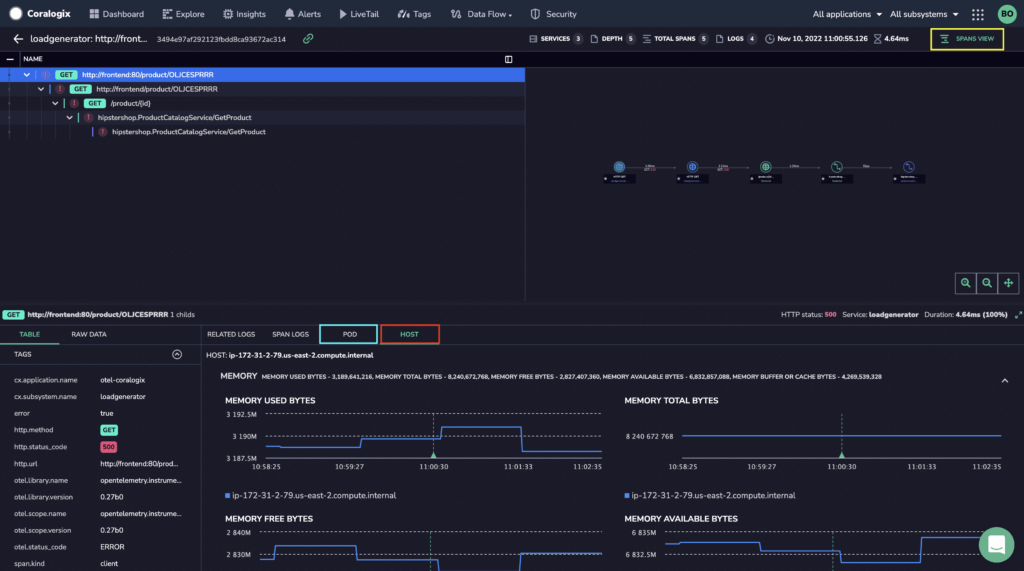 Coralogix Dashboard Explore Insights Alerts LiveTail Tags Data Flow Security All applications All subsystems BO
loadgenerator: http://front... 3494e97af292123fbdd8ca93672ac314 SERVICES 3 DEPTH 5 TOTAL SPANS 5 LOGS 4 Nov 10, 2022 11:00:55.126 4.64ms SPANS VIEW
NAME
GET http://frontend:80/product/OLJCESPRRR
GET http://frontend/product/OLJCESPRRR
GET /product/{id}
hipstershop.ProductCatalogService/GetProduct
hipstershop.ProductCatalogService/GetProduct
GET http://frontend:80/product/OLJCESPRRR 1 childs HTTP status: 500 Service: loadgenerator Duration: 4.64ms (100%)
TABLE RAW DATA RELATED LOGS SPAN LOGS POD HOST
TAGS
HOST: ip-172-31-2-79.us-east-2.compute.internal
MEMORY MEMORY USED BYTES - 3,189,641,216, MEMORY TOTAL BYTES - 8,240,672,768, MEMORY FREE BYTES - 2,827,407,360, MEMORY AVAILABLE BYTES - 6,832,857,088, MEMORY BUFFER OR CACHE BYTES - 4,269,539,328
cx.application.name otel-coralogix
cx.subsystem.name loadgenerator
error true
http.method GET
http.status_code 500
http.url http://frontend:80/prod...
otel.library.name opentelemetry.instrume...
otel.library.version 0.27b0
otel.scope.name opentelemetry.instrume...
otel.scope.version 0.27b0
otel.status_code ERROR
span.kind client
MEMORY USED BYTES
3 192.5M
3 190M
3 187.5M
10:58:25 10:59:27 11:00:30 11:01:33 11:02:35
ip-172-31-2-79.us-east-2.compute.internal
MEMORY TOTAL BYTES
8 240 672 768
10:58:25 10:59:27 11:00:30 11:01:33 11:02:35
ip-172-31-2-79.us-east-2.compute.internal
MEMORY FREE BYTES
2 840M
2 830M
MEMORY AVAILABLE BYTES
6 835M
6 832.5M